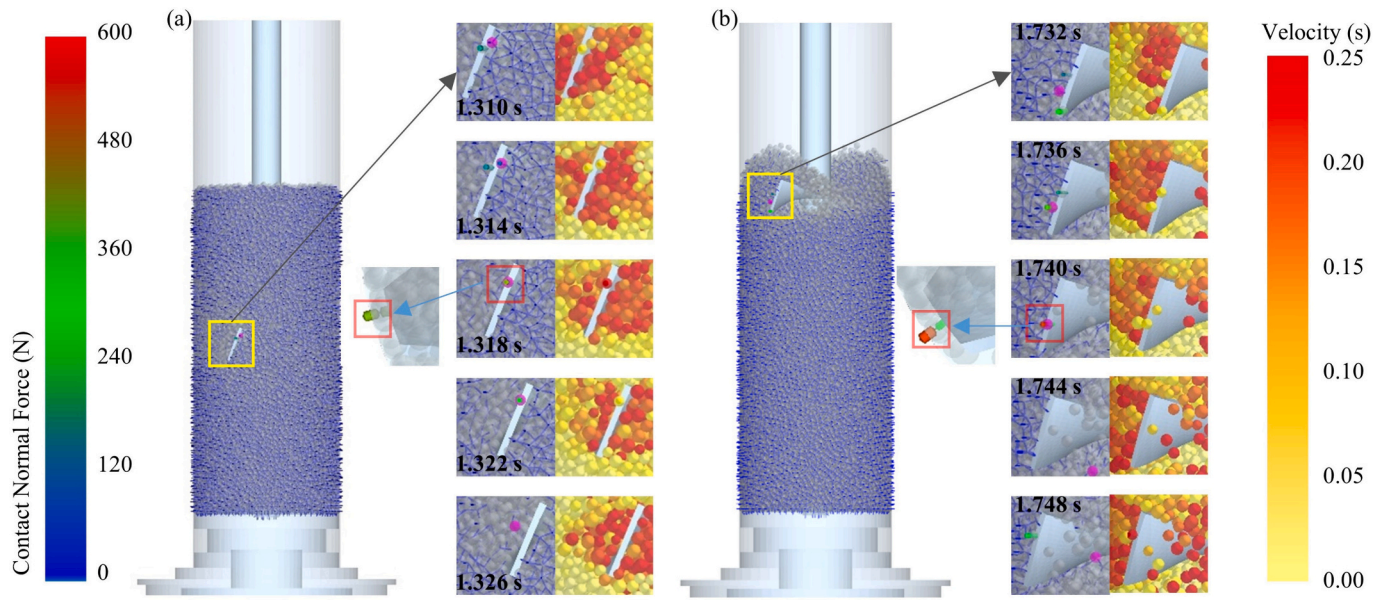 (a)
(b)
Contact Normal Force (N)
600
480
360
240
120
0
1.310 s
1.314 s
1.318 s
1.322 s
1.326 s
1.732 s
1.736 s
1.740 s
1.744 s
1.748 s
Velocity (s)
0.25
0.20
0.15
0.10
0.05
0.00